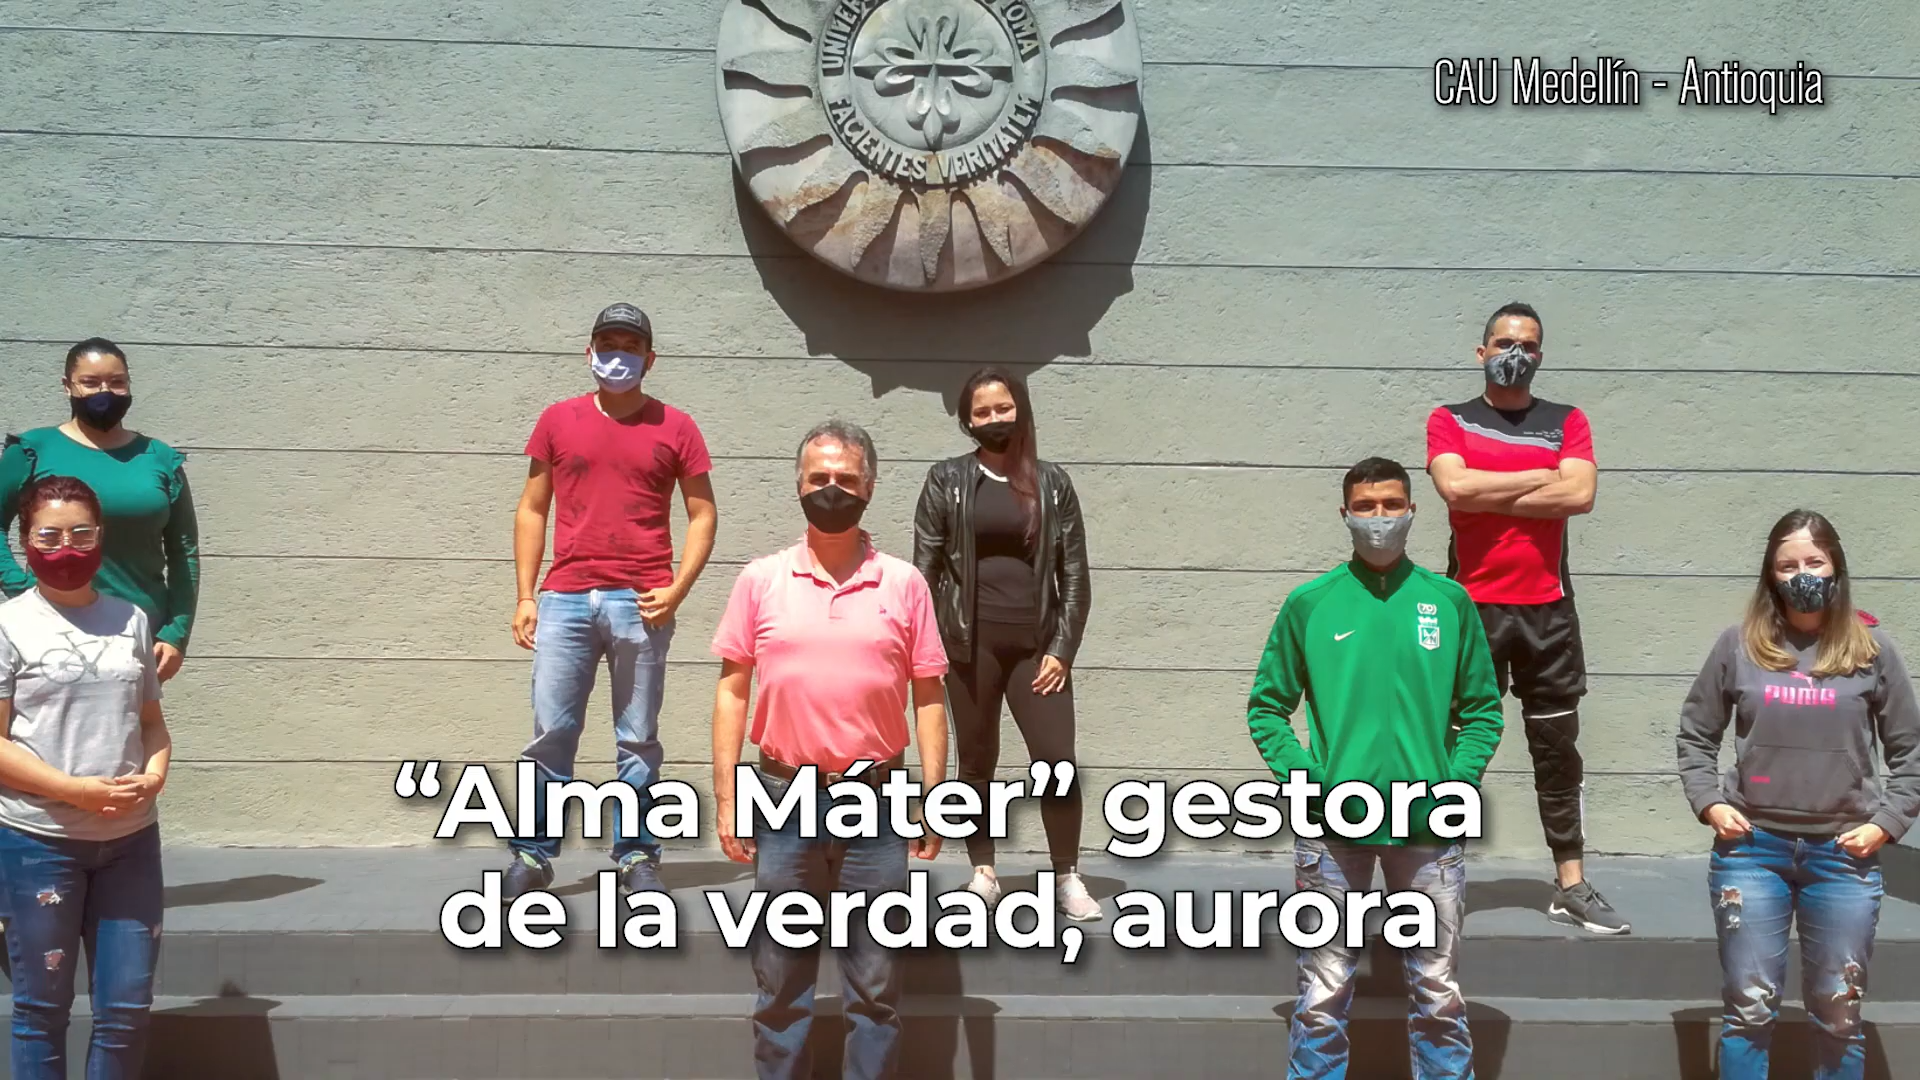 CAU Medellín - Antioquia
FACIENTES VERITATEM
PUMA
“Alma Máter” gestora
de la verdad, aurora